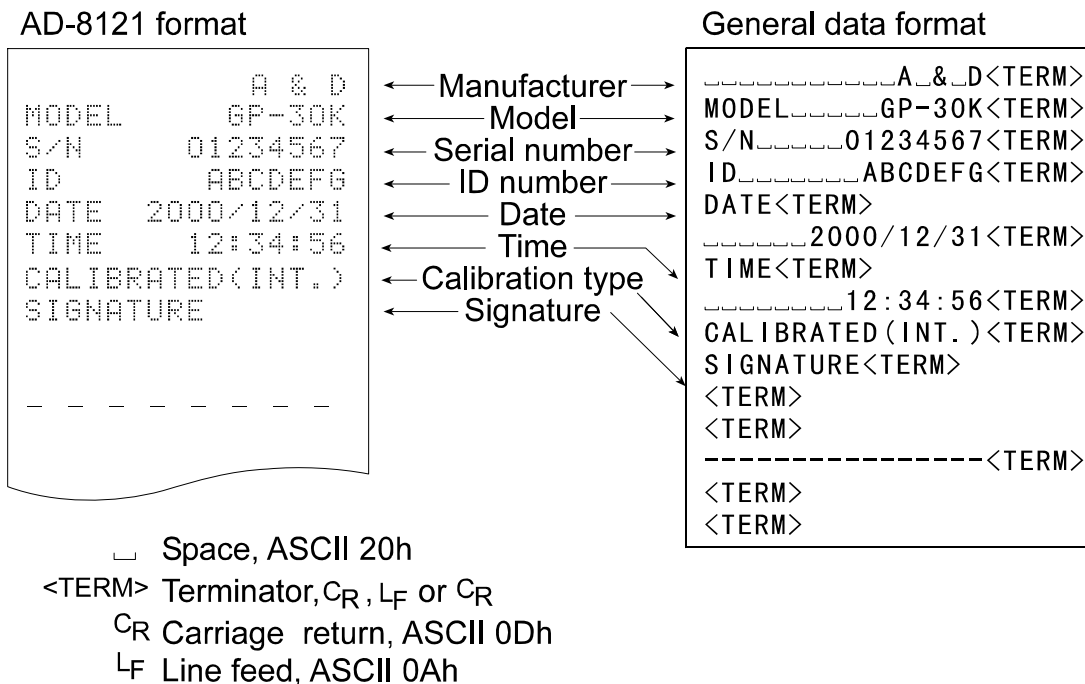 AD-8121 format
A & D
MODEL GP-30K
S/N 01234567
ID ABCDEFG
DATE 2000/12/31
TIME 12:34:56
CALIBRATED(INT.)
SIGNATURE
_ _ _ _ _ _ _ _
Manufacturer
Model
Serial number
ID number
Date
Time
Calibration type
Signature
General data format
␣␣␣␣␣␣␣␣␣␣␣A␣&␣D<TERM>
MODEL␣␣␣␣␣GP-30K<TERM>
S/N␣␣␣␣␣01234567<TERM>
ID␣␣␣␣␣␣␣ABCDEFG<TERM>
DATE<TERM>
␣␣␣␣␣␣2000/12/31<TERM>
TIME<TERM>
␣␣␣␣␣␣␣␣12:34:56<TERM>
CALIBRATED(INT.)<TERM>
SIGNATURE<TERM>
<TERM>
<TERM>
----------------<TERM>
<TERM>
<TERM>
␣ Space, ASCII 20h
<TERM> Terminator,CR, LF or CR
CR Carriage return, ASCII 0Dh
LF Line feed, ASCII 0Ah